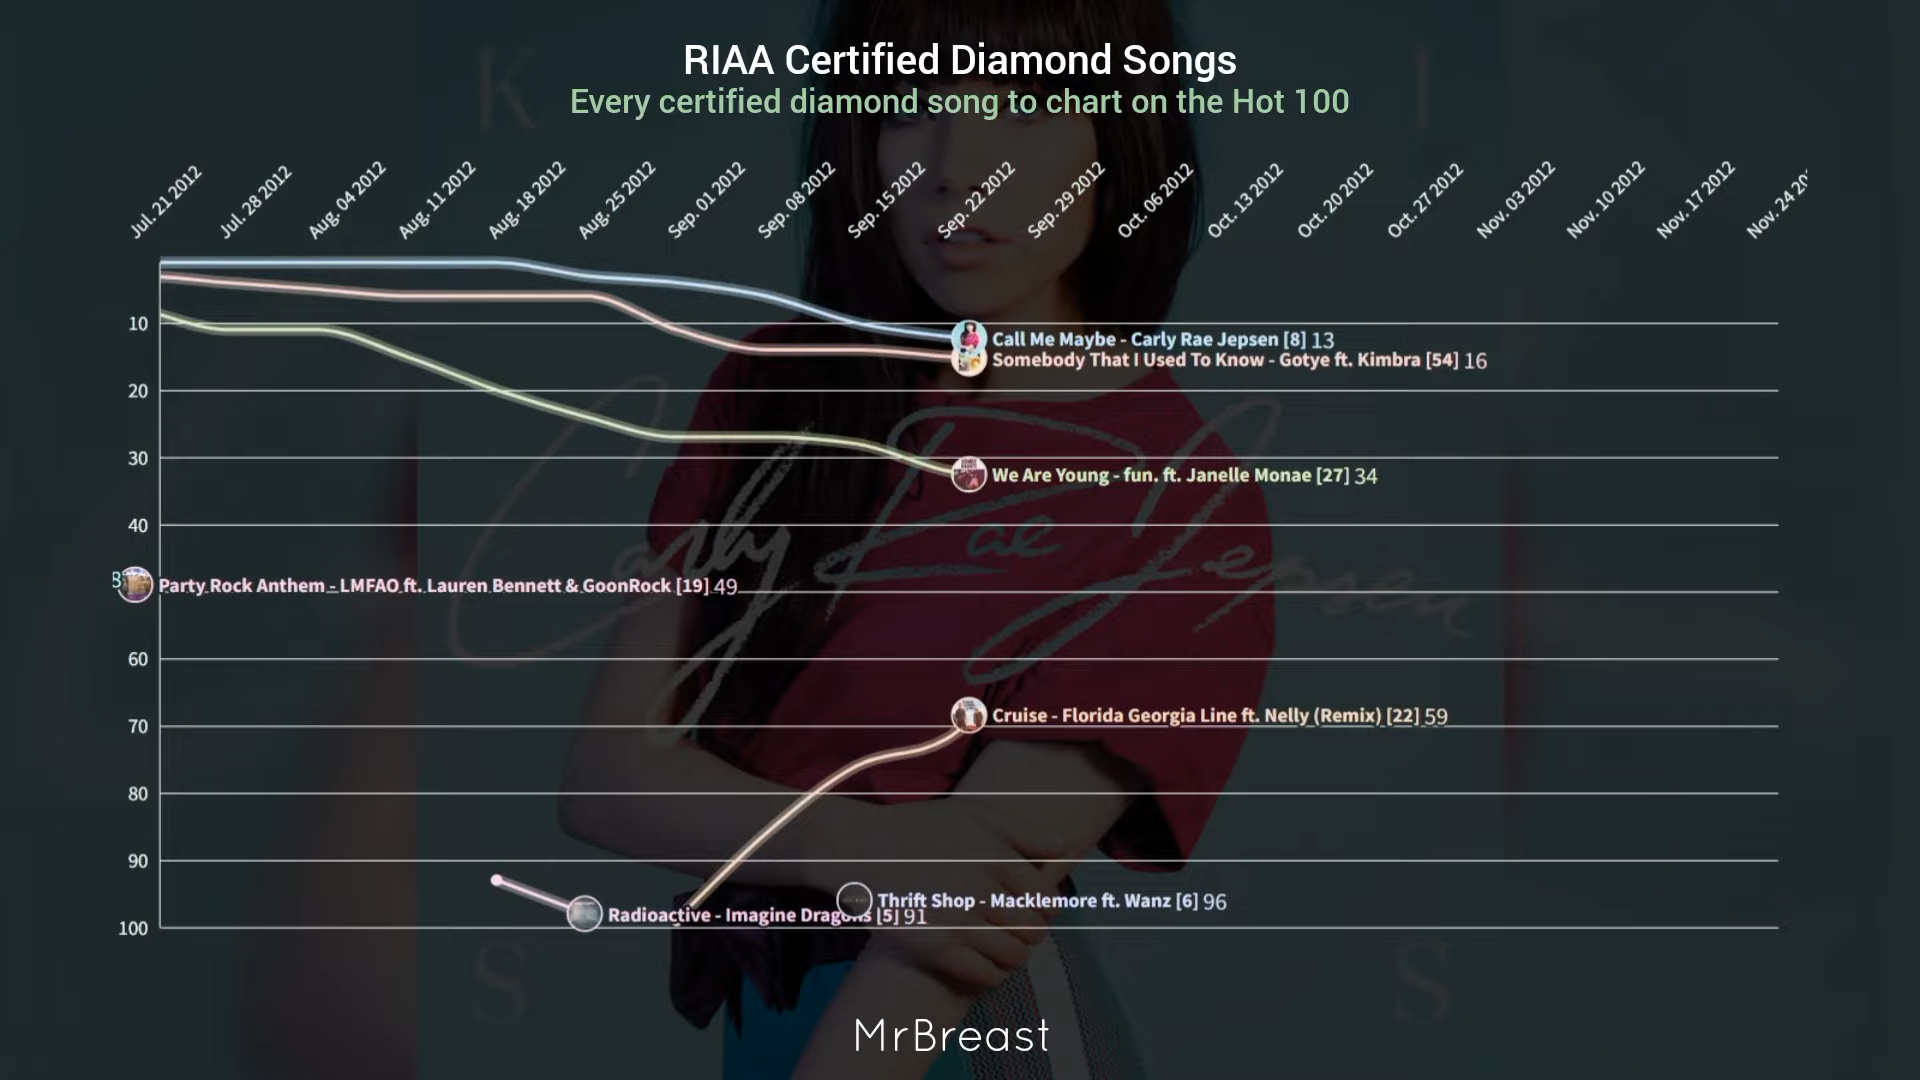 RIAA Certified Diamond Songs
Every certified diamond song to chart on the Hot 100
Jul. 21 2012
Jul. 28 2012
Aug. 04 2012
Aug. 11 2012
Aug. 18 2012
Aug. 25 2012
Sep. 01 2012
Sep. 08 2012
Sep. 15 2012
Sep. 22 2012
Sep. 29 2012
Oct. 06 2012
Oct. 13 2012
Oct. 20 2012
Oct. 27 2012
Nov. 03 2012
Nov. 10 2012
Nov. 17 2012
Nov. 24 20
10
Call Me Maybe - Carly Rae Jepsen [8] 13
Somebody That I Used To Know - Gotye ft. Kimbra [54] 16
20
30
We Are Young - fun. ft. Janelle Monae [27] 34
40
Carly Rae Jepsen
8
Party Rock Anthem - LMFAO ft. Lauren Bennett & GoonRock [19] 49
60
Cruise - Florida Georgia Line ft. Nelly (Remix) [22] 59
70
80
90
Thrift Shop - Macklemore ft. Wanz [6] 96
Radioactive - Imagine Dragons [5] 91
100
K I
S S
MrBreast